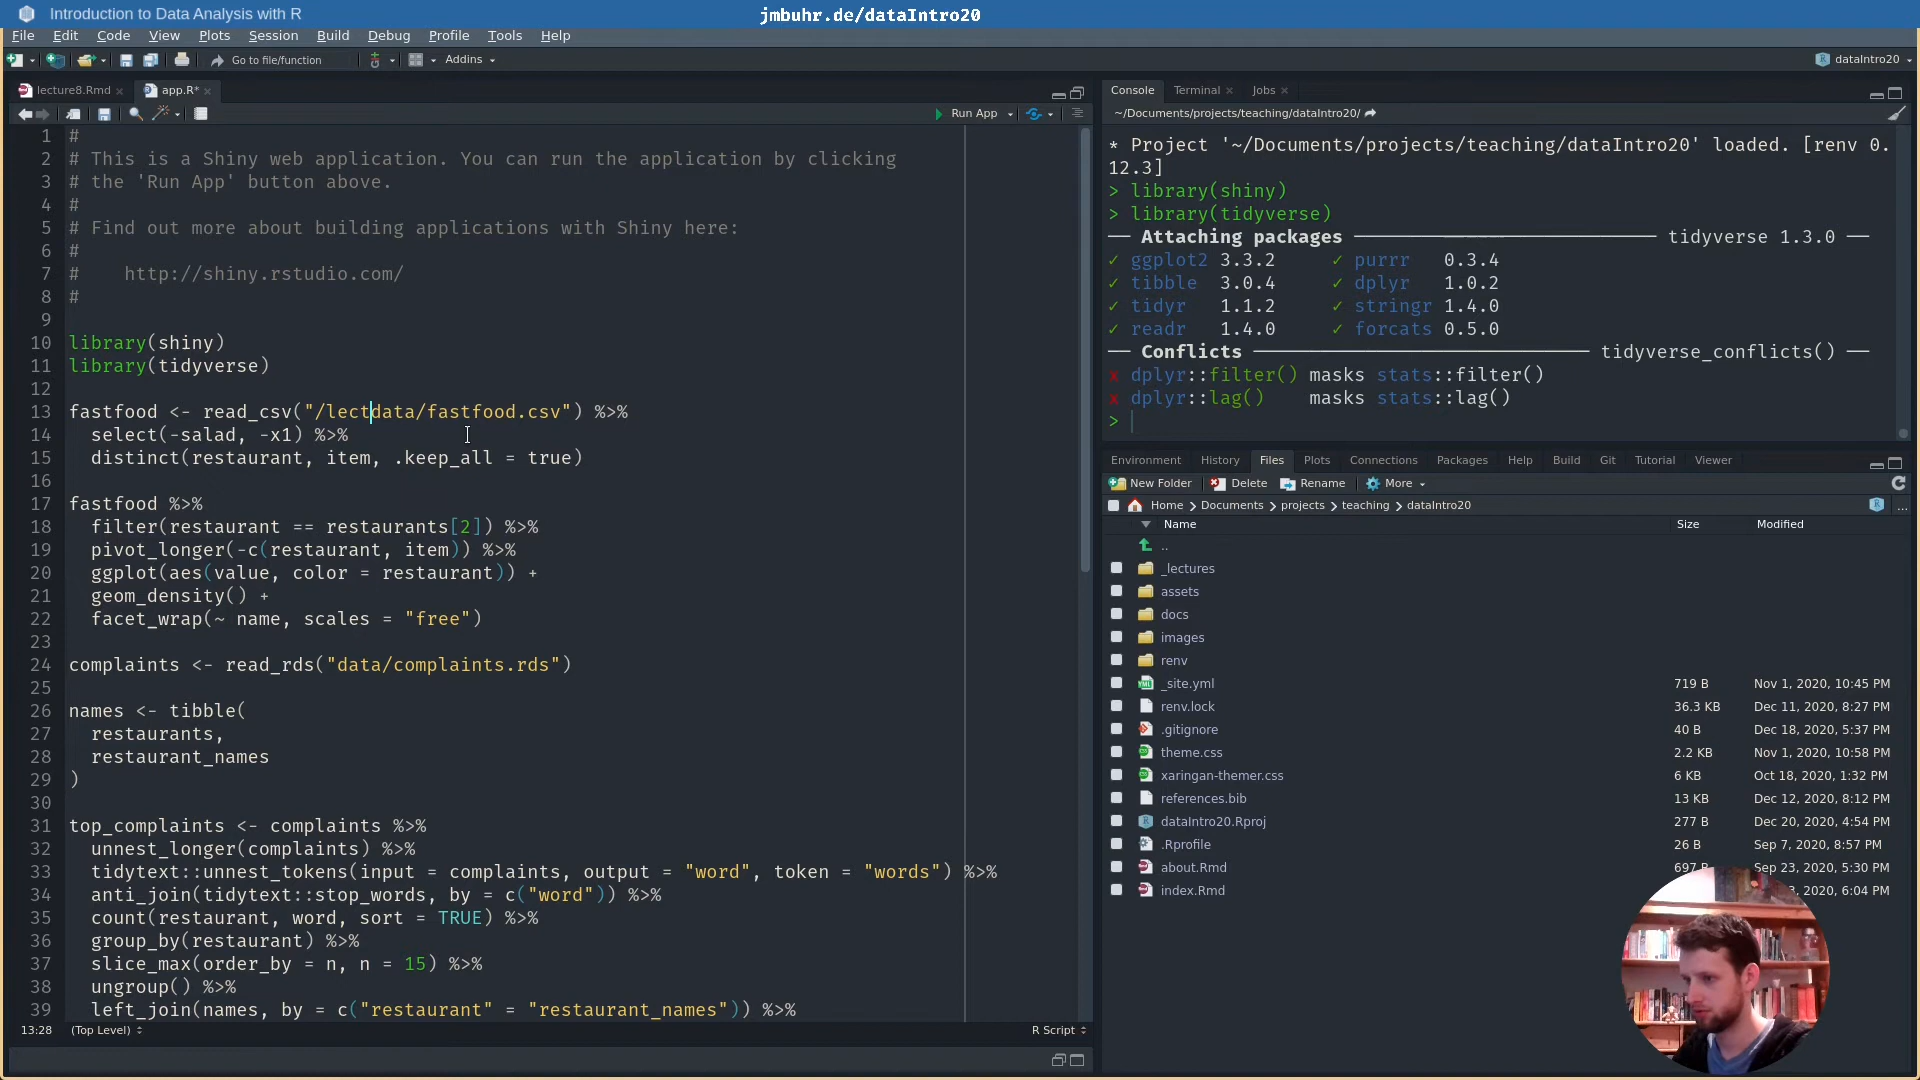 Introduction to Data Analysis with R
jmbuhr.de/dataIntro20
File Edit Code View Plots Session Build Debug Profile Tools Help
Go to file/function Addins dataIntro20
lecture8.Rmd × app.R* ×
Run App
1 #
2 # This is a Shiny web application. You can run the application by clicking
3 # the 'Run App' button above.
4 #
5 # Find out more about building applications with Shiny here:
6 #
7 #    http://shiny.rstudio.com/
8 #
9
10 library(shiny)
11 library(tidyverse)
12
13 fastfood <- read_csv("/lectdata/fastfood.csv") %>%
14   select(-salad, -x1) %>%
15   distinct(restaurant, item, .keep_all = true)
16
17 fastfood %>%
18   filter(restaurant == restaurants[2]) %>%
19   pivot_longer(-c(restaurant, item)) %>%
20   ggplot(aes(value, color = restaurant)) +
21   geom_density() +
22   facet_wrap(~ name, scales = "free")
23
24 complaints <- read_rds("data/complaints.rds")
25
26 names <- tibble(
27   restaurants,
28   restaurant_names
29 )
30
31 top_complaints <- complaints %>%
32   unnest_longer(complaints) %>%
33   tidytext::unnest_tokens(input = complaints, output = "word", token = "words") %>%
34   anti_join(tidytext::stop_words, by = c("word")) %>%
35   count(restaurant, word, sort = TRUE) %>%
36   group_by(restaurant) %>%
37   slice_max(order_by = n, n = 15) %>%
38   ungroup() %>%
39   left_join(names, by = c("restaurant" = "restaurant_names")) %>%
13:28 (Top Level) R Script
Console Terminal × Jobs ×
~/Documents/projects/teaching/dataIntro20/
* Project '~/Documents/projects/teaching/dataIntro20' loaded. [renv 0.
12.3]
> library(shiny)
> library(tidyverse)
── Attaching packages ── tidyverse 1.3.0 ──
✓ ggplot2 3.3.2 ✓ purrr 0.3.4
✓ tibble 3.0.4 ✓ dplyr 1.0.2
✓ tidyr 1.1.2 ✓ stringr 1.4.0
✓ readr 1.4.0 ✓ forcats 0.5.0
── Conflicts ── tidyverse_conflicts() ──
x dplyr::filter() masks stats::filter()
x dplyr::lag() masks stats::lag()
>
Environment History Files Plots Connections Packages Help Build Git Tutorial Viewer
New Folder Delete Rename More
Home > Documents > projects > teaching > dataIntro20 ...
Name Size Modified
..
_lectures
assets
docs
images
renv
_site.yml 719 B Nov 1, 2020, 10:45 PM
renv.lock 36.3 KB Dec 11, 2020, 8:27 PM
.gitignore 40 B Dec 18, 2020, 5:37 PM
theme.css 2.2 KB Nov 1, 2020, 10:58 PM
xaringan-themer.css 6 KB Oct 18, 2020, 1:32 PM
references.bib 13 KB Dec 12, 2020, 8:12 PM
dataIntro20.Rproj 277 B Dec 20, 2020, 4:54 PM
.Rprofile 26 B Sep 7, 2020, 8:57 PM
about.Rmd 697 Sep 23, 2020, 5:30 PM
index.Rmd 2020, 6:04 PM